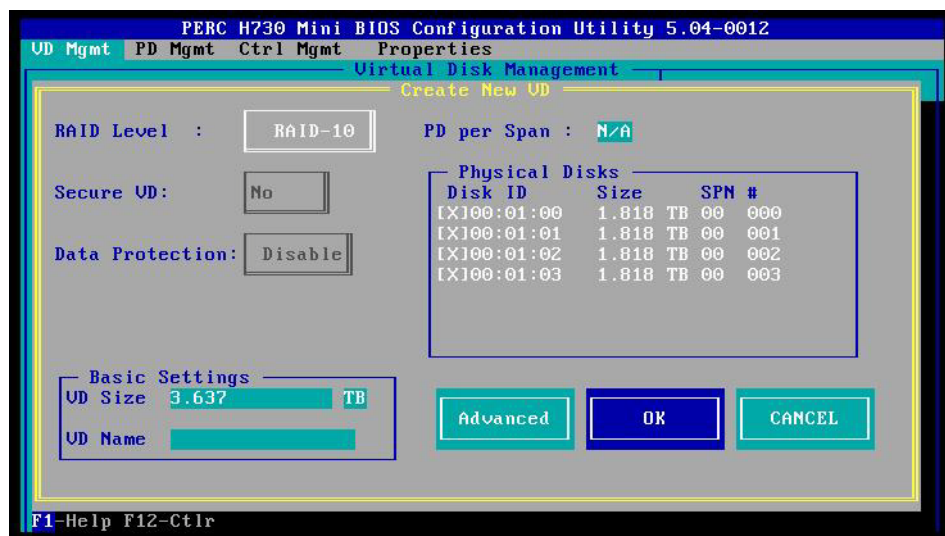 PERC H730 Mini BIOS Configuration Utility 5.04-0012
VD Mgmt PD Mgmt Ctrl Mgmt Properties
Virtual Disk Management
Create New VD
RAID Level : RAID-10 PD per Span : N/A
Physical Disks
Secure VD: No Disk ID Size SPN #
[X]00:01:00 1.818 TB 00 000
[X]00:01:01 1.818 TB 00 001
Data Protection: Disable [X]00:01:02 1.818 TB 00 002
[X]00:01:03 1.818 TB 00 003
Basic Settings
VD Size 3.637 TB
Advanced OK CANCEL
VD Name
F1-Help F12-Ctlr